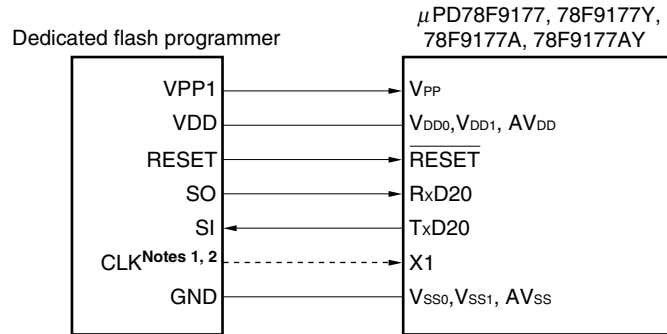 μPD78F9177, 78F9177Y,
Dedicated flash programmer 78F9177A, 78F9177AY
VPP1 VPP
VDD VDD0,VDD1, AVDD
RESET RESET
SO RxD20
SI TxD20
CLKNotes 1, 2 X1
GND VSS0,VSS1, AVSS